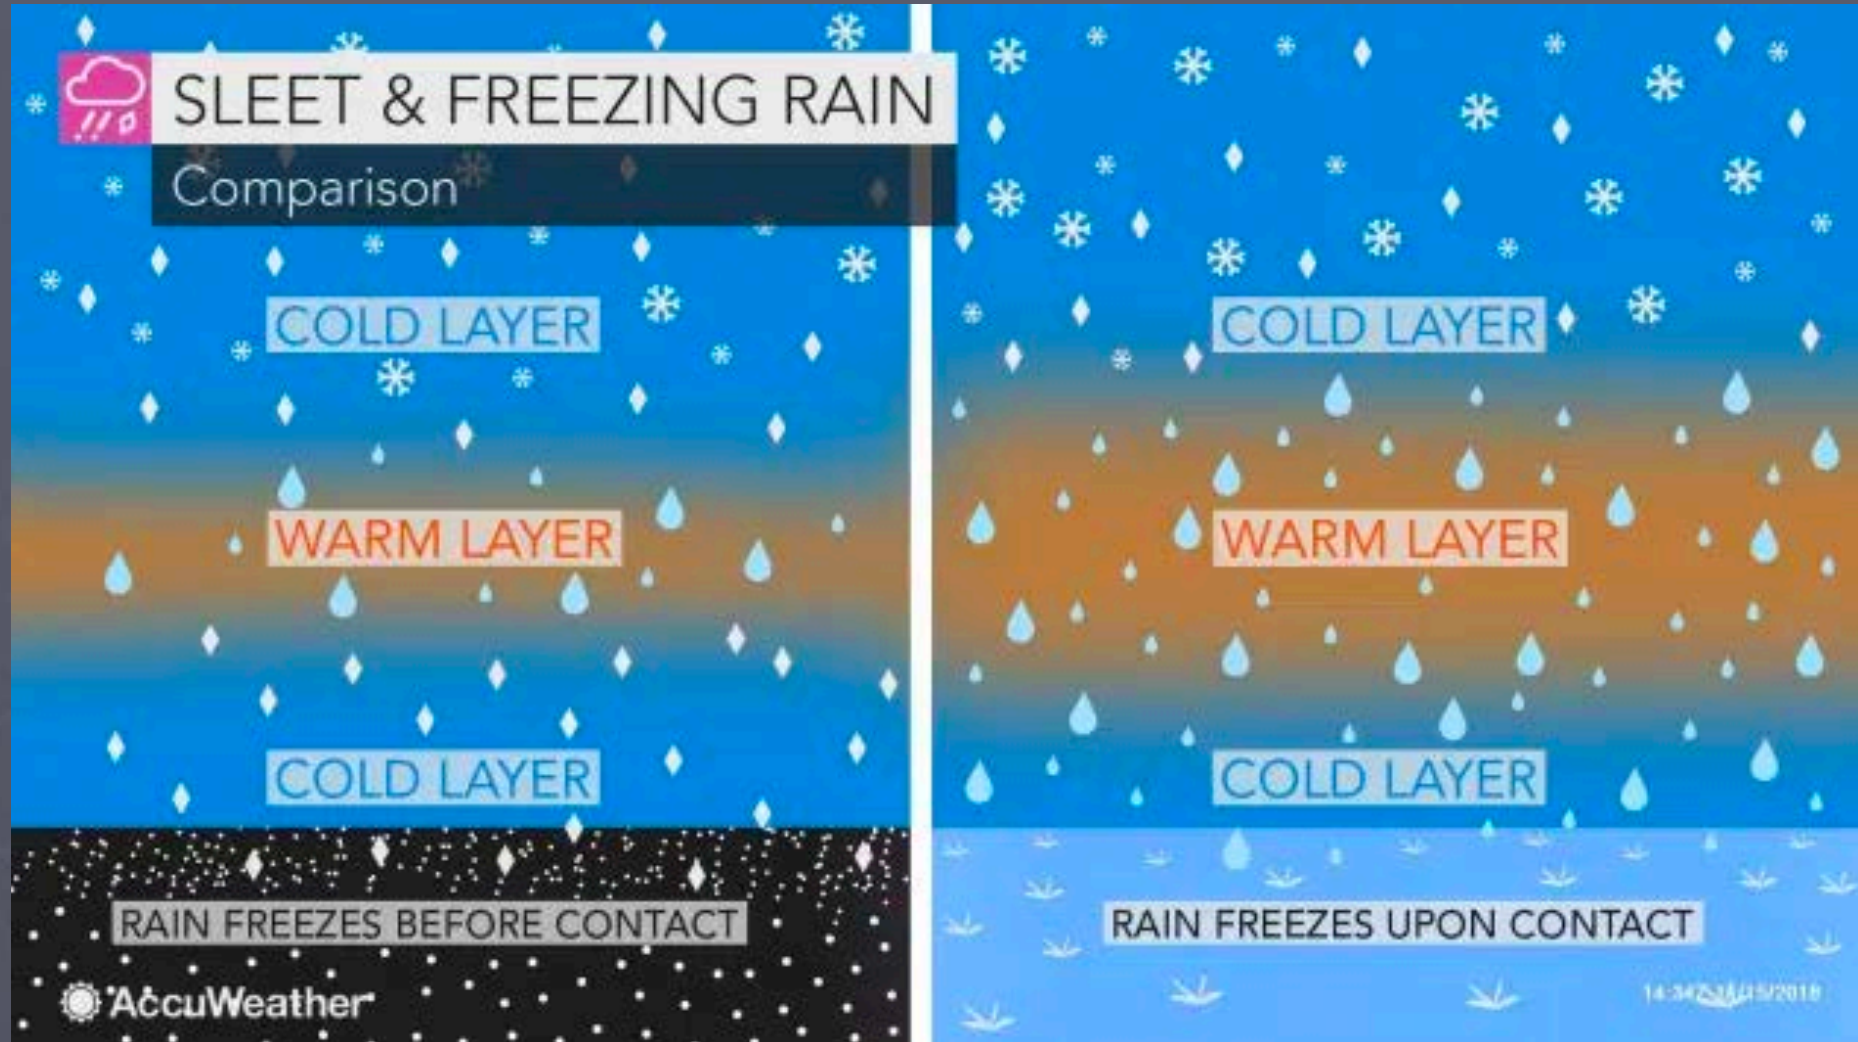 SLEET & FREEZING RAIN
Comparison
COLD LAYER
WARM LAYER
COLD LAYER
RAIN FREEZES BEFORE CONTACT
AccuWeather
COLD LAYER
WARM LAYER
COLD LAYER
RAIN FREEZES UPON CONTACT